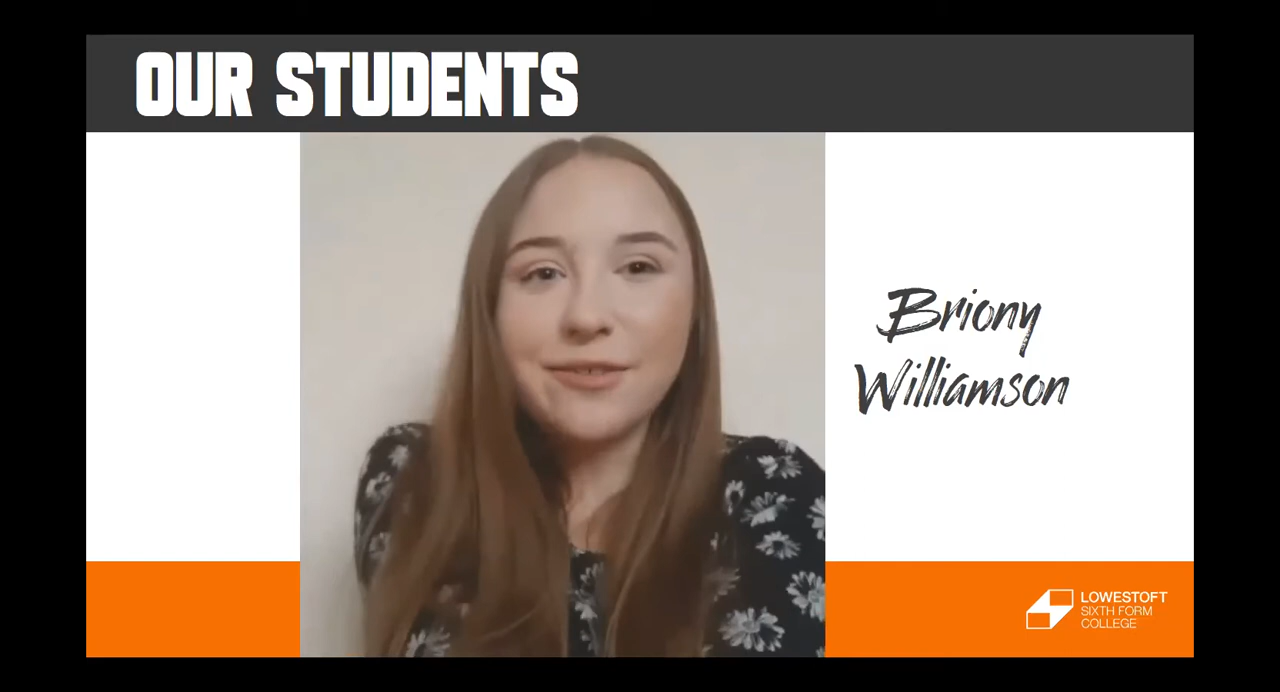 OUR STUDENTS
Briony
Williamson
LOWESTOFT
SIXTH FORM
COLLEGE